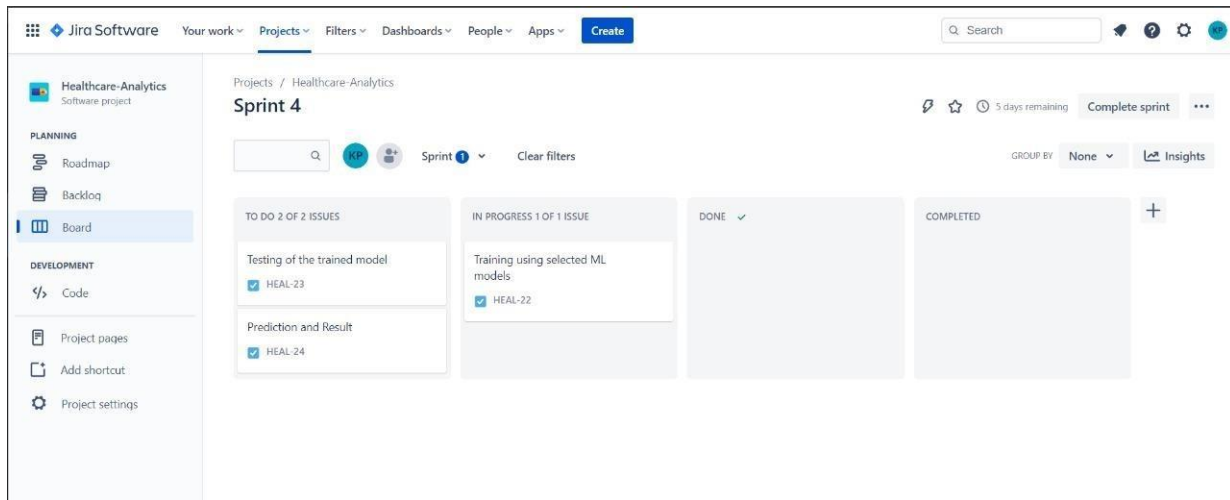 Jira Software Your work Projects Filters Dashboards People Apps Create Search KP
Healthcare-Analytics
Software project
PLANNING
Roadmap
Backlog
Board
DEVELOPMENT
Code
Project pages
Add shortcut
Project settings
Projects / Healthcare-Analytics
Sprint 4
5 days remaining Complete sprint
KP Sprint 1 Clear filters GROUP BY None Insights
TO DO 2 OF 2 ISSUES
Testing of the trained model
HEAL-23
Prediction and Result
HEAL-24
IN PROGRESS 1 OF 1 ISSUE
Training using selected ML
models
HEAL-22
DONE
COMPLETED